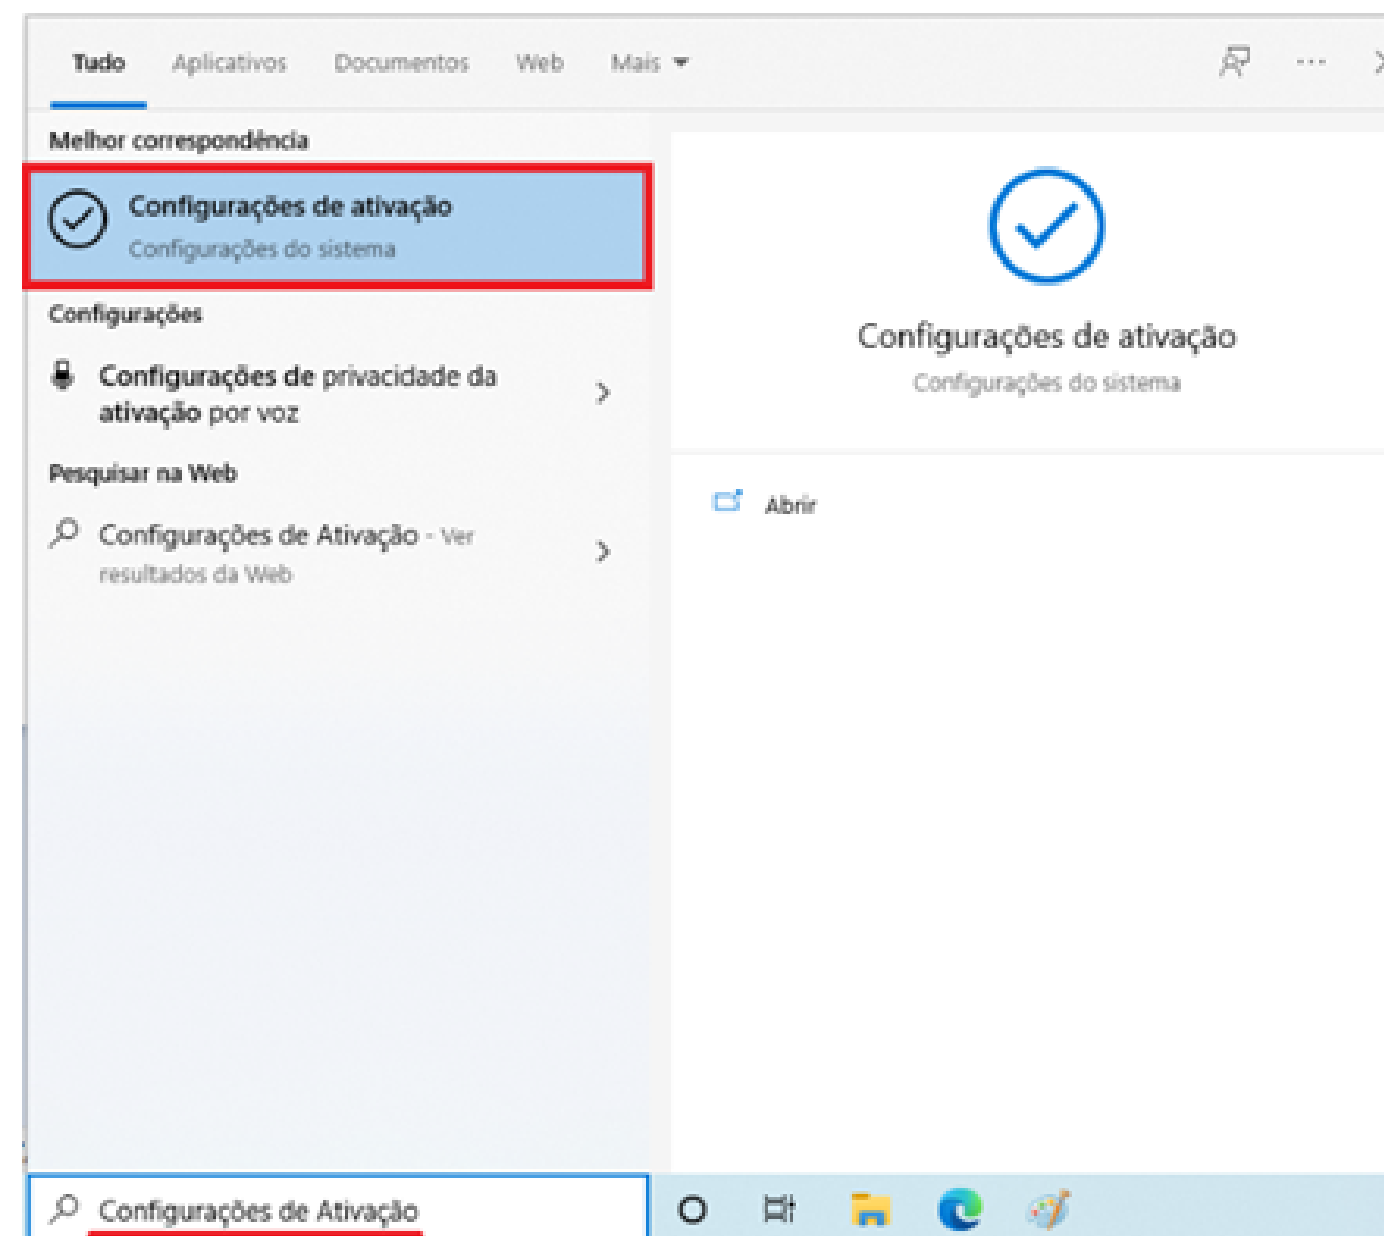 Tudo Aplicativos Documentos Web Mais
Melhor correspondência
Configurações de ativação
Configurações do sistema
Configurações
Configurações de privacidade da
ativação por voz
Pesquisar na Web
Configurações de Ativação - Ver
resultados da Web
Configurações de ativação
Configurações do sistema
Abrir
Configurações de Ativação